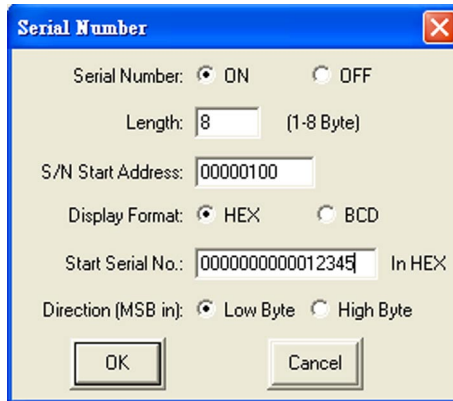 Serial Number
Serial Number: ON OFF
Length: 8 (1-8 Byte)
S/N Start Address: 00000100
Display Format: HEX BCD
Start Serial No.: 0000000000012345 In HEX
Direction (MSB in): Low Byte High Byte
OK Cancel